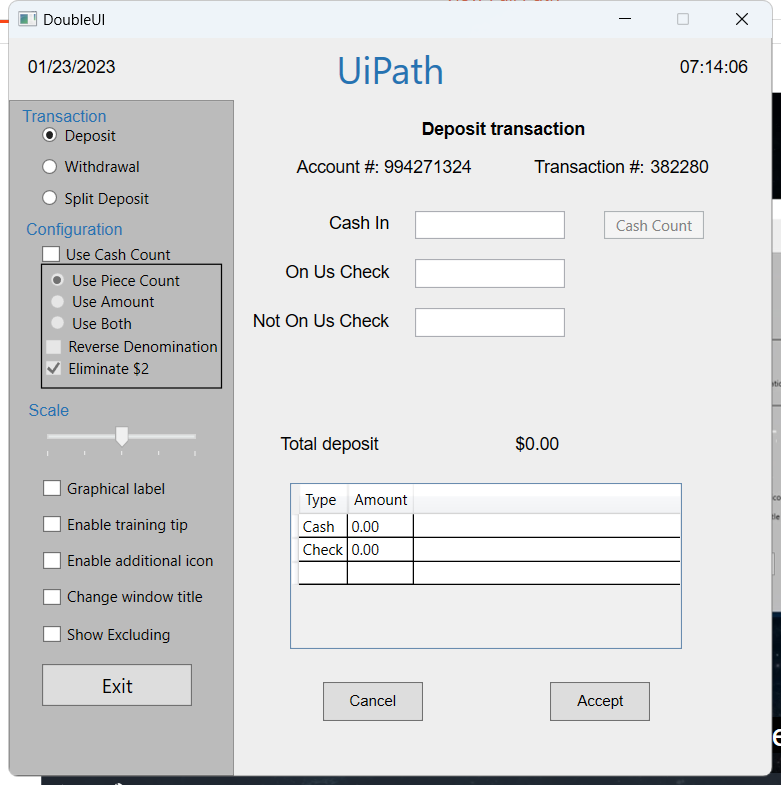 DoubleUI
01/23/2023
UiPath
07:14:06
Transaction
Deposit
Withdrawal
Split Deposit
Configuration
Use Cash Count
Use Piece Count
Use Amount
Use Both
Reverse Denomination
Eliminate $2
Scale
Graphical label
Enable training tip
Enable additional icon
Change window title
Show Excluding
Exit
Deposit transaction
Account #: 994271324 Transaction #: 382280
Cash In
Cash Count
On Us Check
Not On Us Check
Total deposit $0.00
Type Amount
Cash 0.00
Check 0.00
Cancel Accept